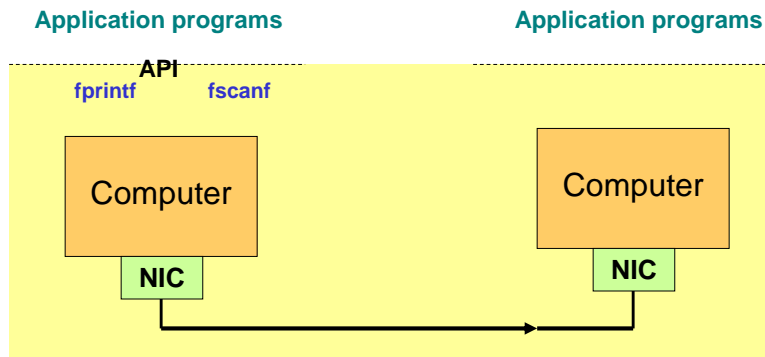 Application programs
Application programs
API
fprintf
fscanf
Computer
Computer
NIC
NIC